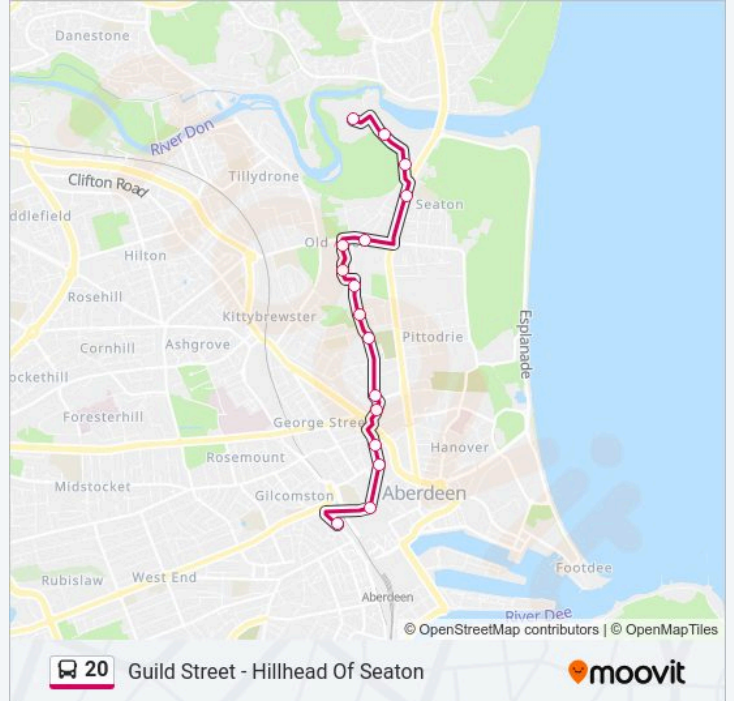 Danestone
River Don
Clifton Road
Tillydrone
ddlefield
Seaton
Old A
Hilton
Rosehill
Kittybrewster
Esplanade
Pittodrie
Cornhill
Ashgrove
ockethill
Foresterhill
George Stree
Hanover
Rosemount
Midstocket
Gilcomston
Aberdeen
Footdee
Rubislaw
West End
Aberdeen
River Dee
© OpenStreetMap contributors | © OpenMapTiles
20 Guild Street - Hillhead Of Seaton
moovit